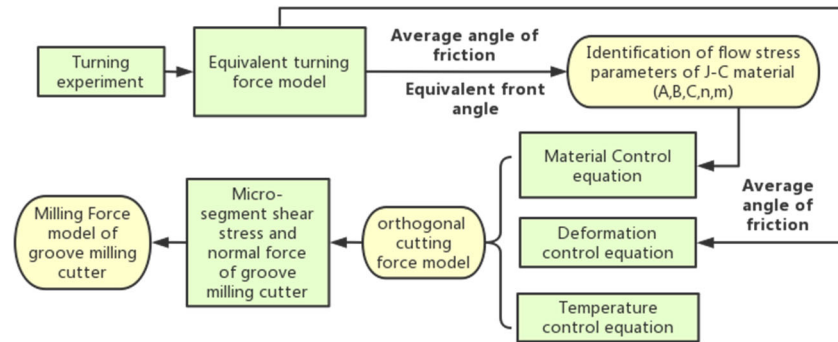 Turning
experiment
Equivalent turning
force model
Average angle of
friction
Equivalent front
angle
Identification of flow stress
parameters of J-C material
(A,B,C,n,m)
Material Control
equation
Average
angle of
friction
Deformation
control equation
Temperature
control equation
orthogonal
cutting
force model
Micro-
segment shear
stress and
normal force
of groove
milling cutter
Milling Force
model of
groove milling
cutter